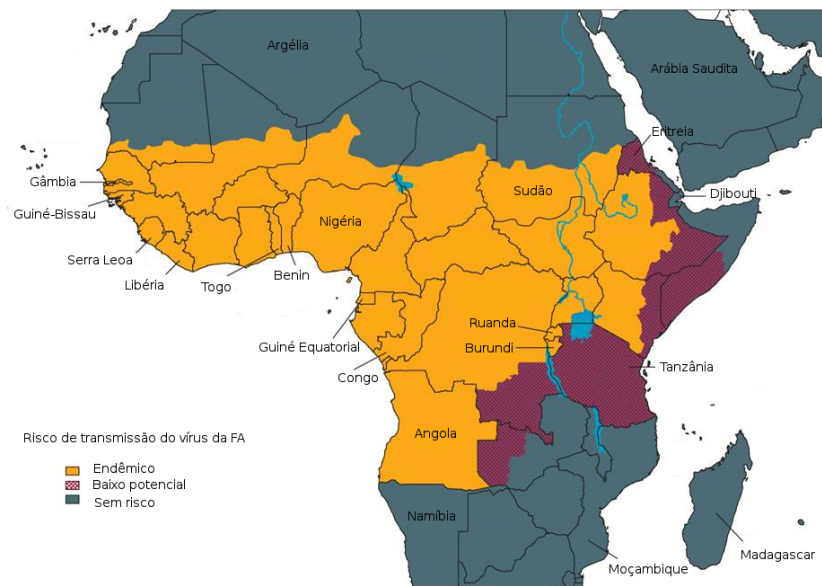 Argélia
Arábia Saudita
Eritreia
Gâmbia
Sudão
Djibouti
Guiné-Bissau
Nigéria
Serra Leoa
Libéria
Togo
Benin
Ruanda
Guiné Equatorial
Burundi
Tanzânia
Congo
Angola
Risco de transmissão do vírus da FA
Endêmico
Baixo potencial
Sem risco
Namíbia
Madagascar
Moçambique